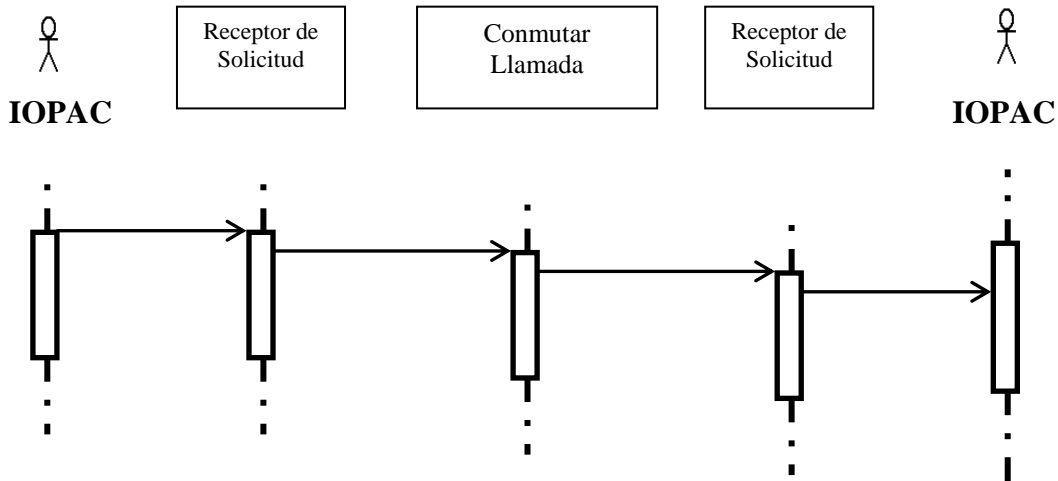 Receptor de
Solicitud
Conmutar
Llamada
Receptor de
Solicitud
IOPAC
IOPAC